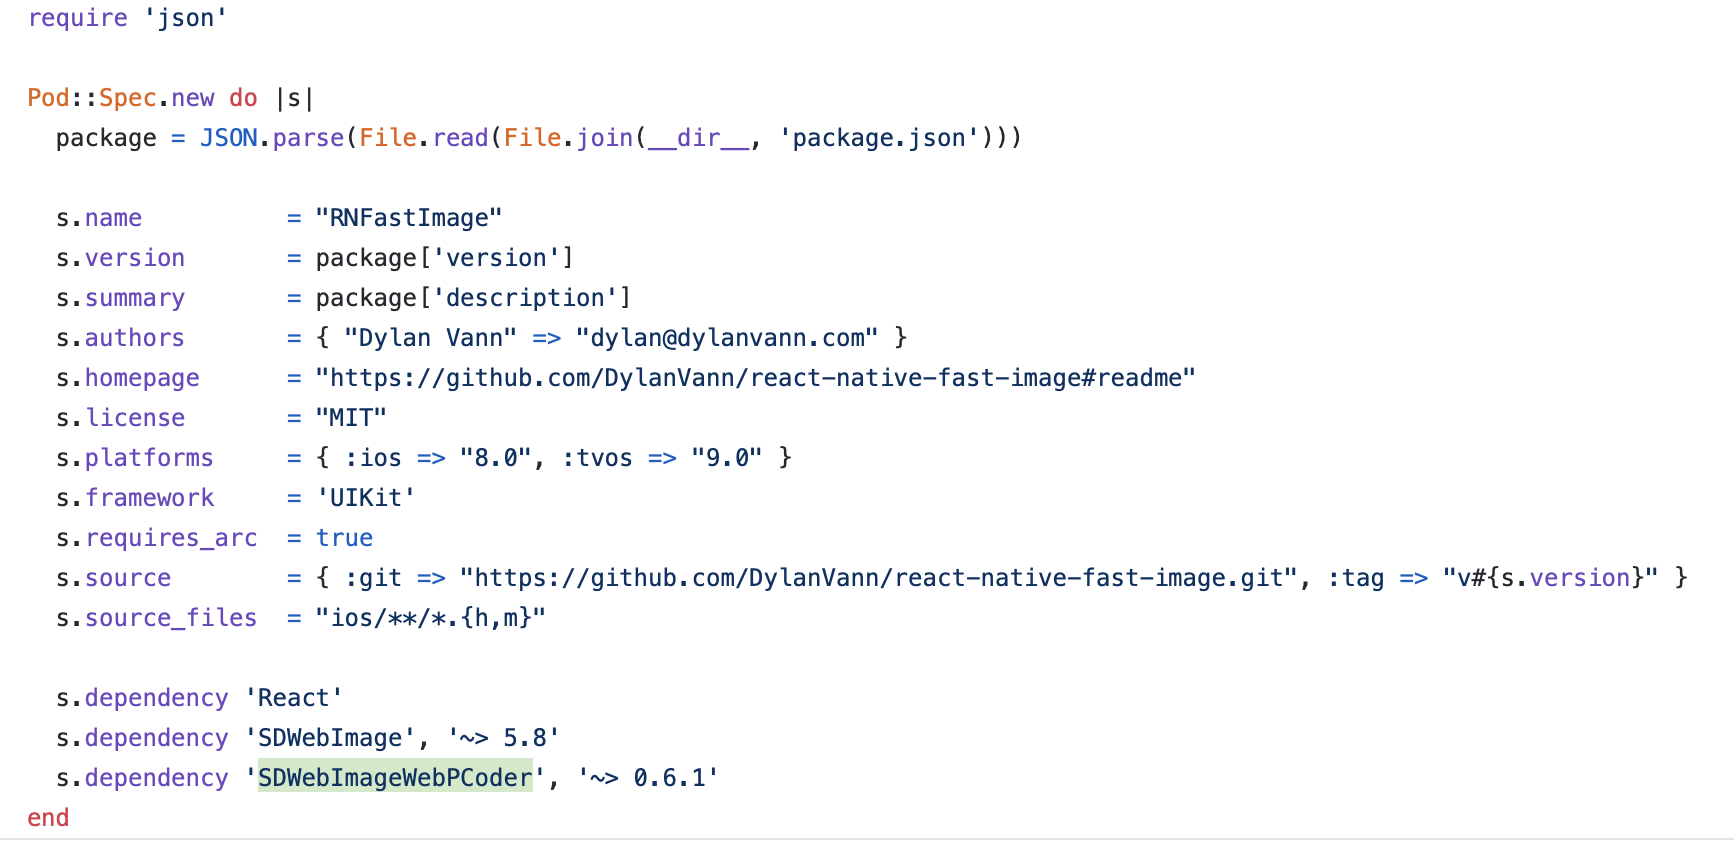 require 'json'
Pod::Spec.new do |s|
package = JSON.parse(File.read(File.join(__dir__, 'package.json')))
s.name = "RNFastImage"
s.version = package['version']
s.summary = package['description']
s.authors = { "Dylan Vann" => "dylan@dylanvann.com" }
s.homepage = "https://github.com/DylanVann/react-native-fast-image#readme"
s.license = "MIT"
s.platforms = { :ios => "8.0", :tvos => "9.0" }
s.framework = 'UIKit'
s.requires_arc = true
s.source = { :git => "https://github.com/DylanVann/react-native-fast-image.git", :tag => "v#{s.version}" }
s.source_files = "ios/**/*.{h,m}"
s.dependency 'React'
s.dependency 'SDWebImage', '~> 5.8'
s.dependency 'SDWebImageWebPCoder', '~> 0.6.1'
end